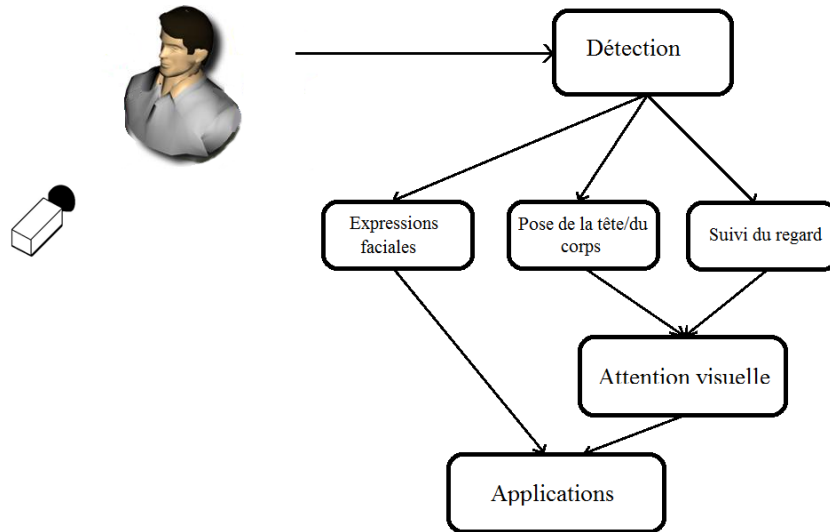 Détection
Expressions
faciales
Pose de la tête/du
corps
Suivi du regard
Attention visuelle
Applications